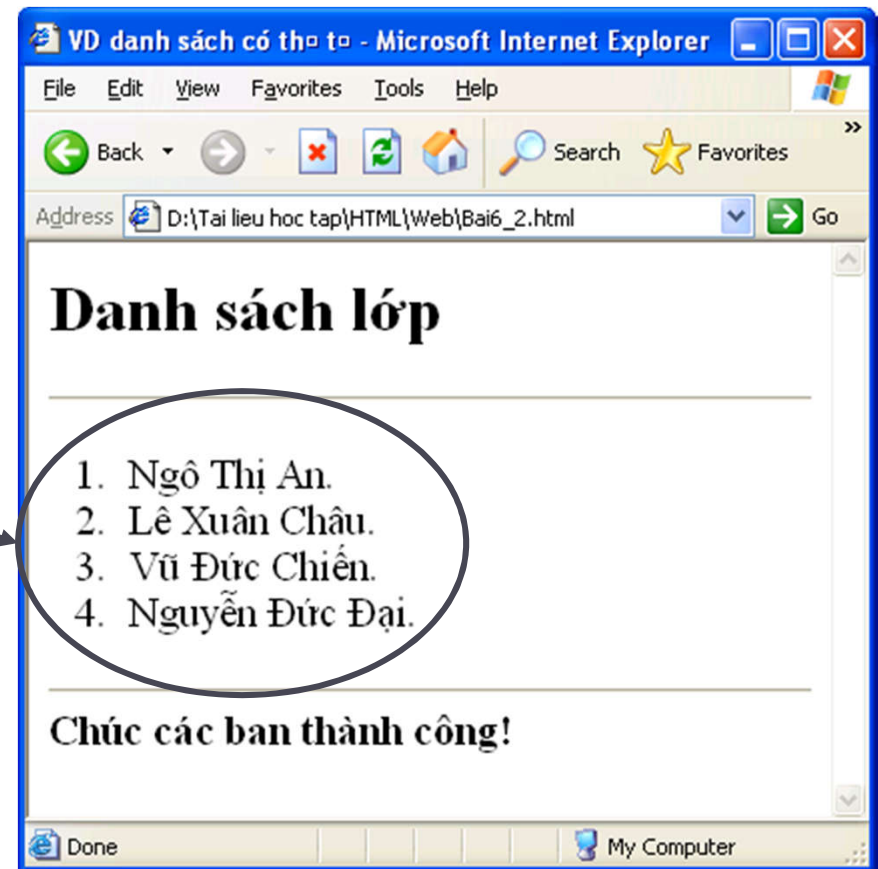 VD danh sách có th¤ t¤ - Microsoft Internet Explorer
File Edit View Favorites Tools Help
Back Search Favorites »
Address D:\Tai lieu hoc tap\HTML\Web\Bai6_2.html Go
Danh sách lớp
1. Ngô Thị An.
2. Lê Xuân Châu.
3. Vũ Đức Chiến.
4. Nguyễn Đức Đại.
Chúc các ban thành công!
Done My Computer